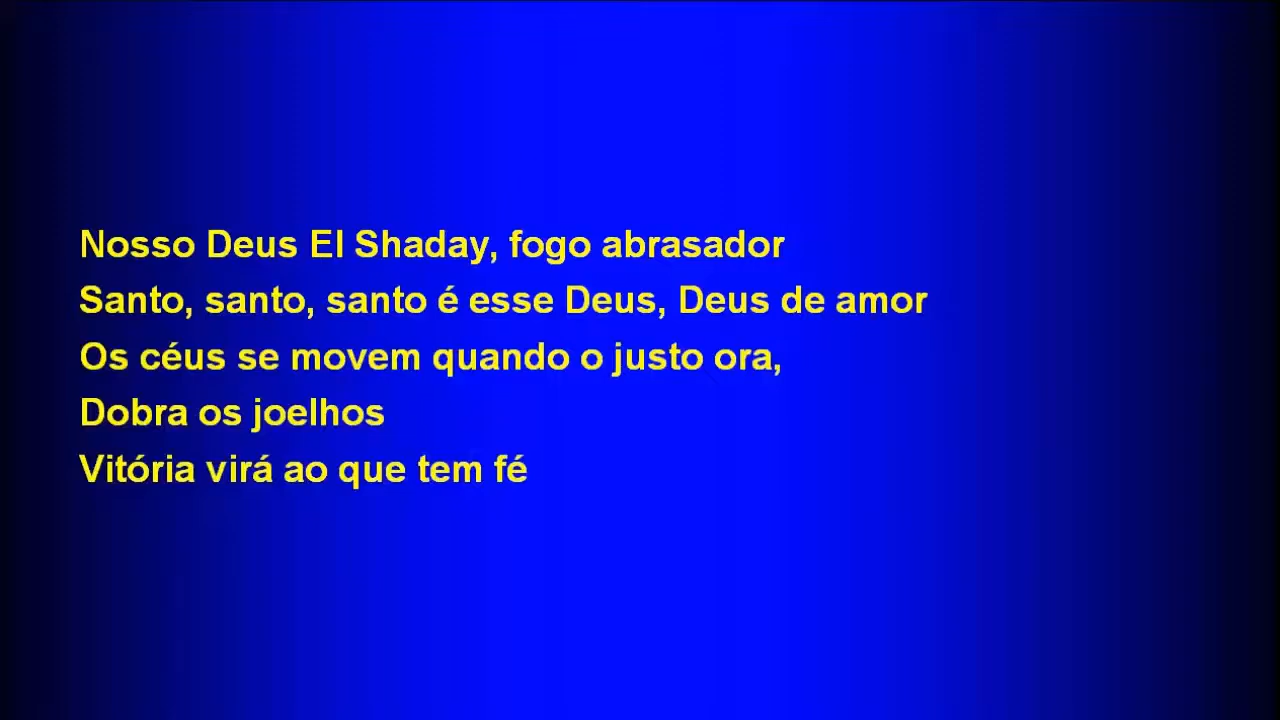 Nosso Deus El Shaday, fogo abrasador
Santo, santo, santo é esse Deus, Deus de amor
Os céus se movem quando o justo ora,
Dobra os joelhos
Vitória virá ao que tem fé